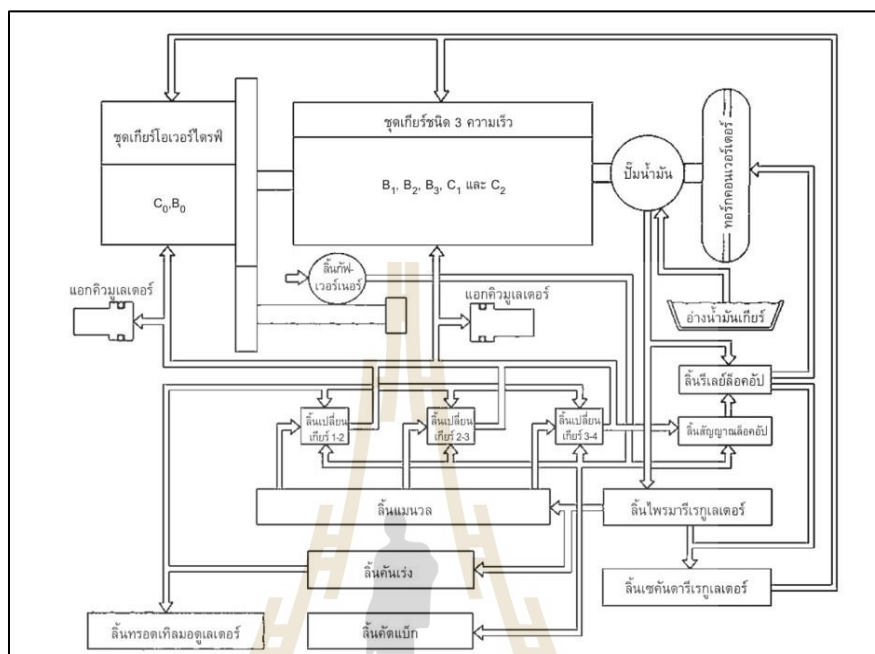 ชุดเกียร์โอเวอร์ไดรฟ์
C₀,B₀
ชุดเกียร์ชนิด 3 ความเร็ว
B₁, B₂, B₃, C₁ และ C₂
ปั๊มน้ำมัน
ทอร์กคอนเวอร์เตอร์
ลิ้นกัฟ-
เวอร์เนอร์
แอกคิวมูเลเตอร์
แอกคิวมูเลเตอร์
อ่างน้ำมันเกียร์
ลิ้นรีเลย์ล็อคอัป
ลิ้นเปลี่ยน
เกียร์ 1-2
ลิ้นเปลี่ยน
เกียร์ 2-3
ลิ้นเปลี่ยน
เกียร์ 3-4
ลิ้นสัญญาณล็อคอัป
ลิ้นแมนวล
ลิ้นไพรมารีเรกูเลเตอร์
ลิ้นคันเร่ง
ลิ้นเซคันดารีเรกูเลเตอร์
ลิ้นทรอตเทิลมอดูเลเตอร์
ลิ้นคัตแบ็ก